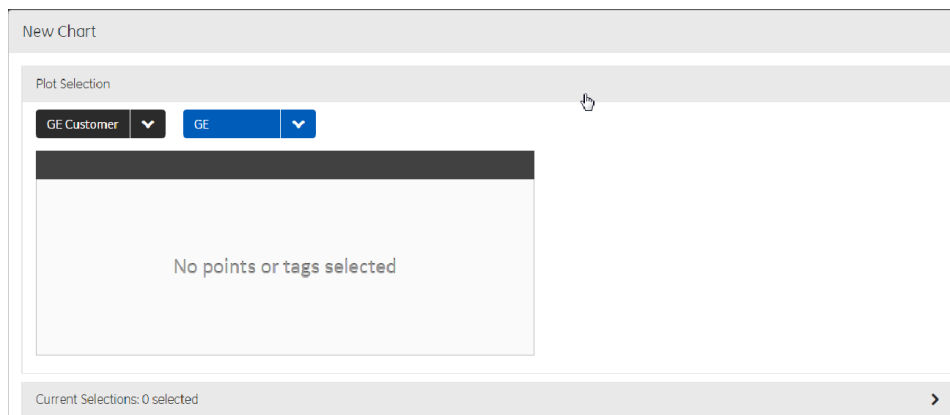 New Chart
Plot Selection
GE Customer
GE
No points or tags selected
Current Selections: 0 selected